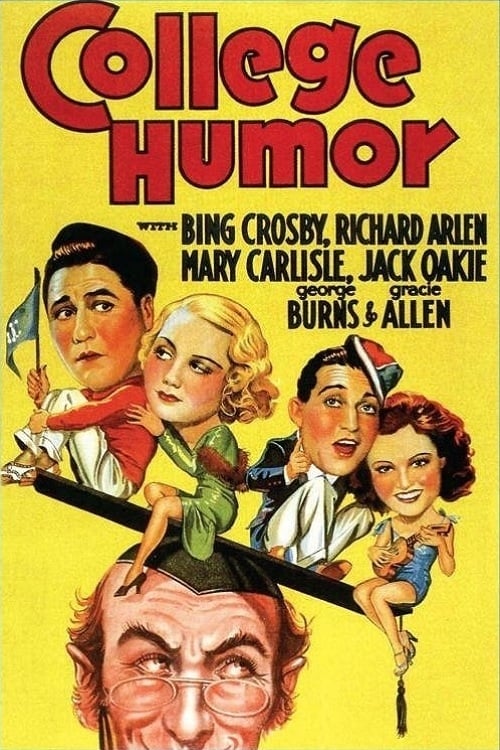 College
Humor
WITH BING CROSBY, RICHARD ARLEN
MARY CARLISLE, JACK OAKIE
george gracie
BURNS & ALLEN